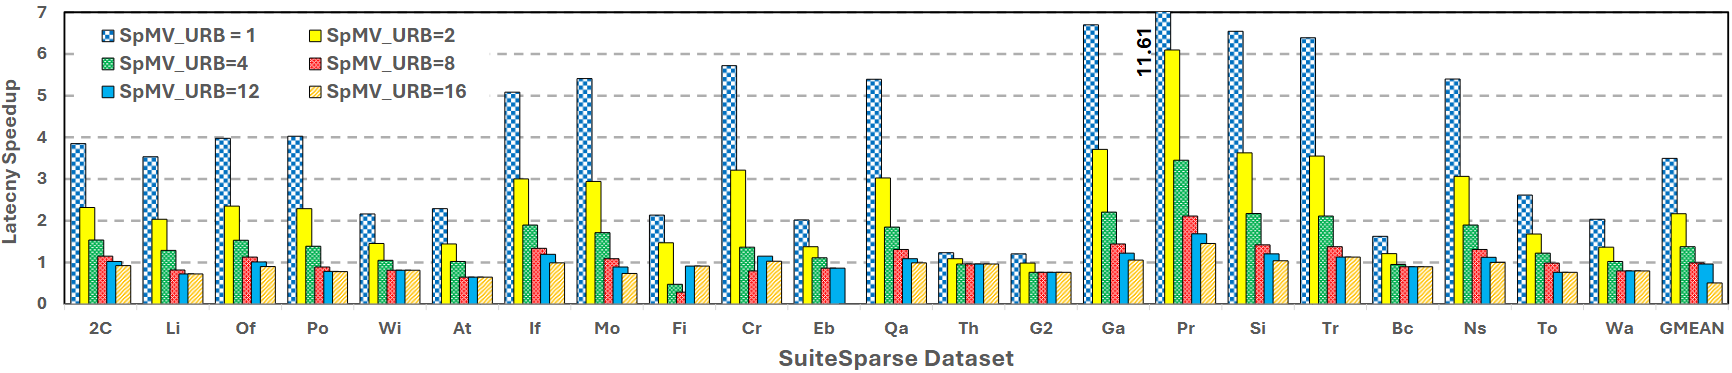 7
6
5
4
3
2
1
0
Latecny Speedup
SpMV_URB = 1
SpMV_URB=2
SpMV_URB=4
SpMV_URB=8
SpMV_URB=12
SpMV_URB=16
11.61
2C Li Of Po Wi At If Mo Fi Cr Eb Qa Th G2 Ga Pr Si Tr Bc Ns To Wa GMEAN
SuiteSparse Dataset